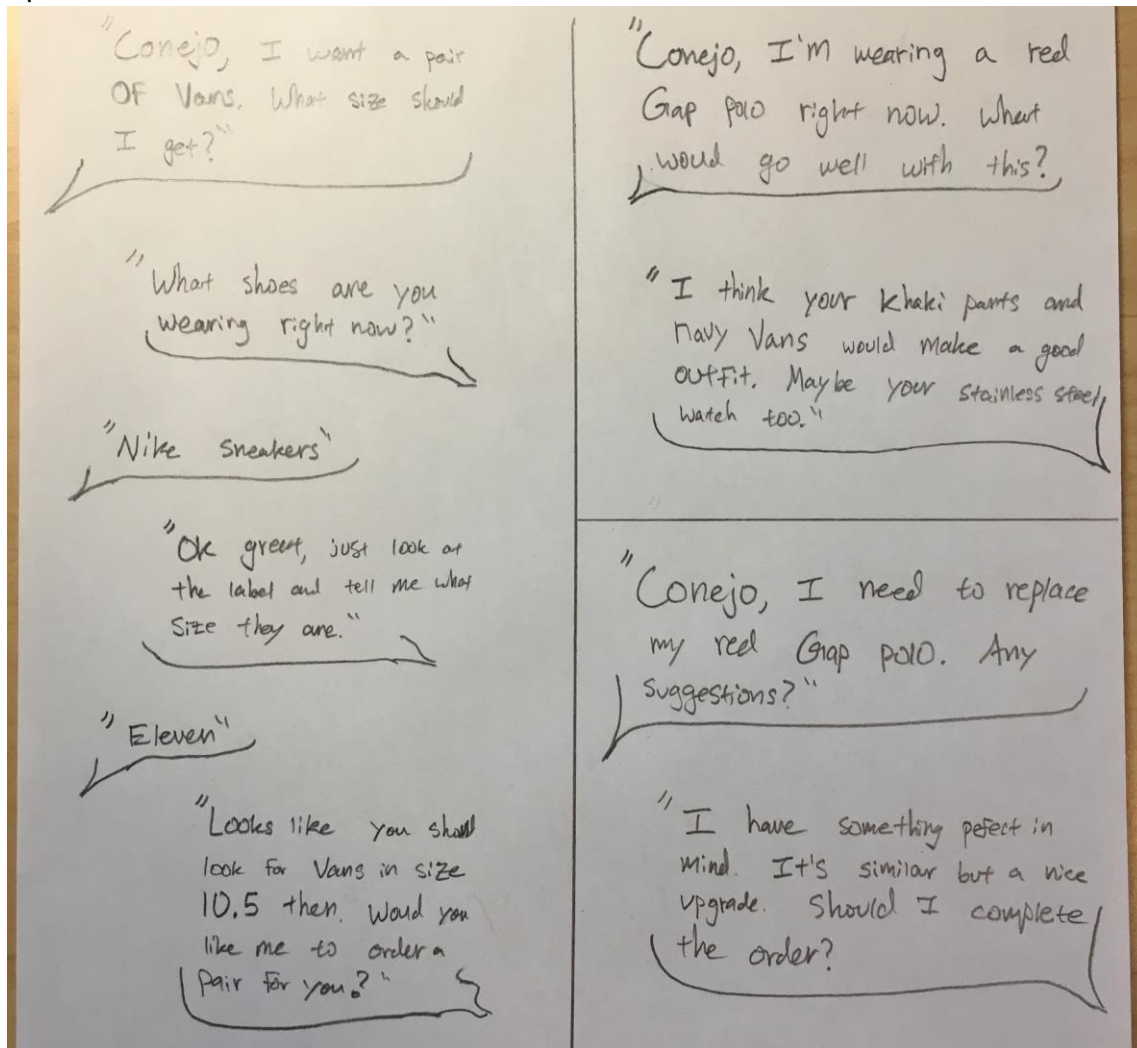 "Conejo, I want a pair
OF Vans. What size should
I get?"
"What shoes are you
wearing right now?"
"Nike Sneakers"
"Ok great, just look at
the label and tell me what
Size they are."
"Eleven"
"Looks like you should
look for Vans in size
10.5 then. Would you
like me to order a
Pair for you?"
"Conejo, I'm wearing a red
Gap polo right now. What
would go well with this?
"I think your khaki pants and
navy Vans would make a good
outfit. Maybe your stainless steel
watch too."
"Conejo, I need to replace
my red Gap polo. Any
suggestions?"
"I have something pefect in
mind. It's similar but a nice
upgrade. Should I complete
the order?